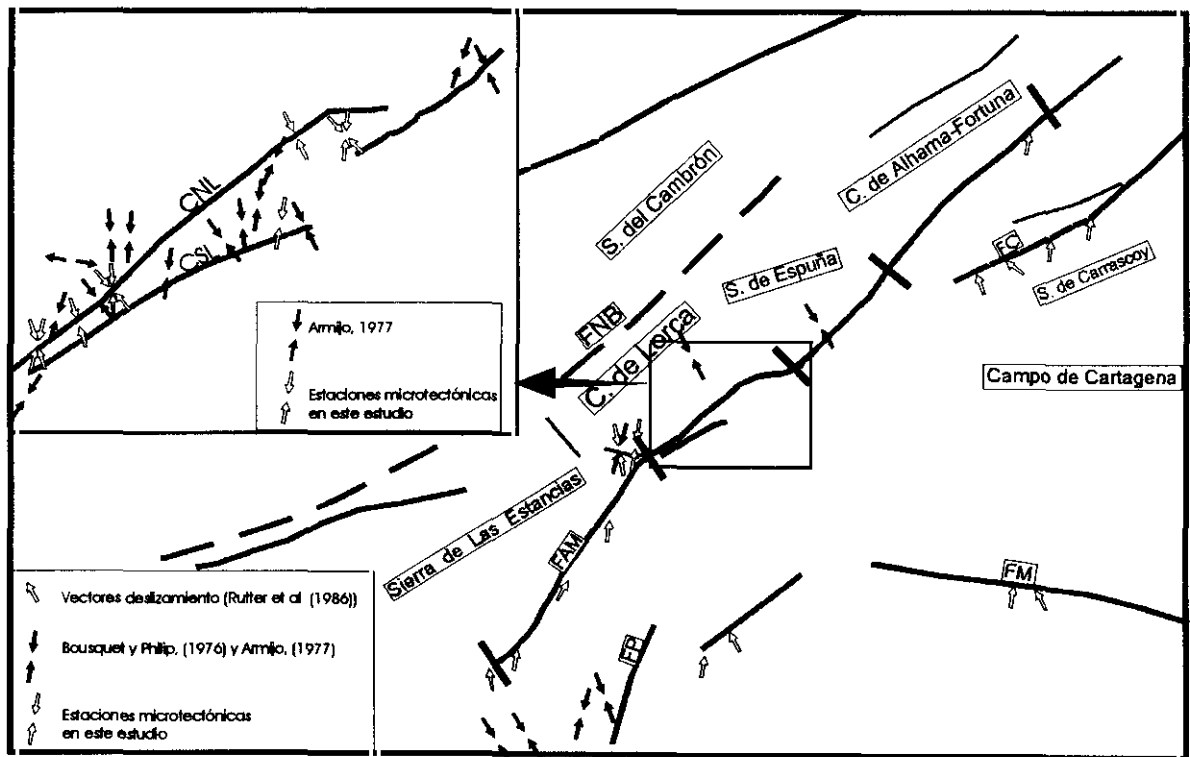 CNL
CSL
Armijo, 1977
Estaciones microtectónicas
en este estudio
S. del Cambrón
C. de Alhama-Fortuna
S. de Espuña
FC
S. de Carrascoy
FNB
C. de Lorca
Campo de Cartagena
Sierra de Las Estancias
FAM
FM
FP
Vectores deslizamiento (Rutter et al (1986))
Bousquet y Philip, (1976) y Armijo, (1977)
Estaciones microtectónicas
en este estudio